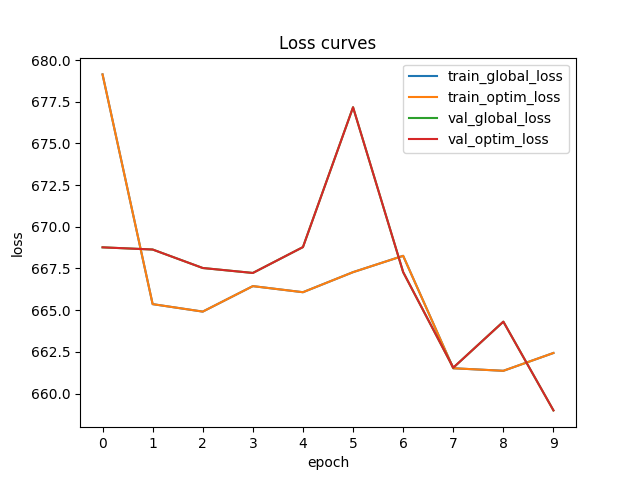 Loss curves
680.0
677.5
675.0
672.5
670.0
667.5
665.0
662.5
660.0
loss
train_global_loss
train_optim_loss
val_global_loss
val_optim_loss
0 1 2 3 4 5 6 7 8 9
epoch